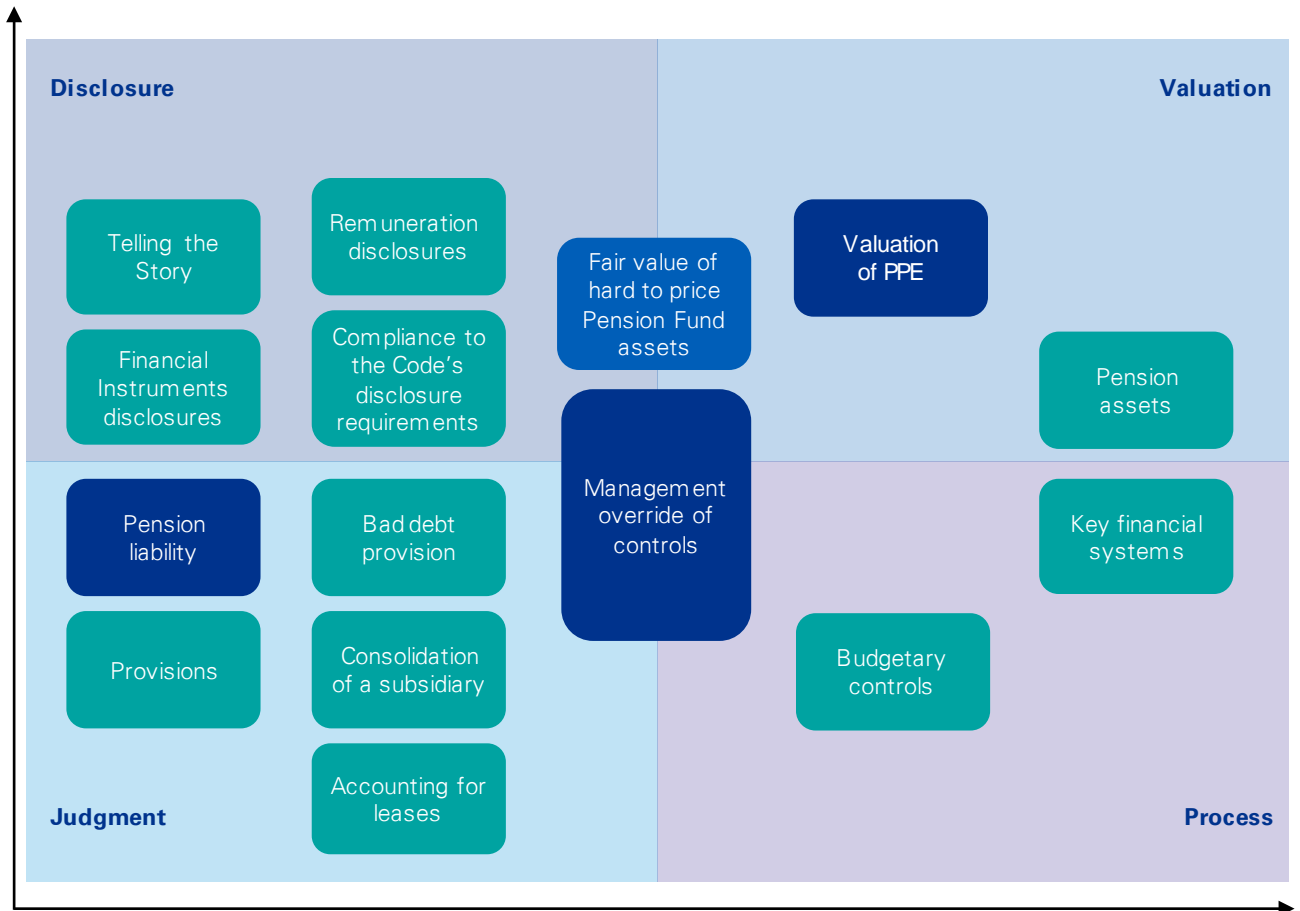 Disclosure
Valuation
Telling the
Story
Remuneration
disclosures
Fair value of
hard to price
Pension Fund
assets
Valuation
of PPE
Financial
Instruments
disclosures
Compliance to
the Code's
disclosure
requirements
Pension
assets
Pension
liability
Bad debt
provision
Management
override of
controls
Key financial
systems
Provisions
Consolidation
of a subsidiary
Budgetary
controls
Accounting for
leases
Judgment
Process